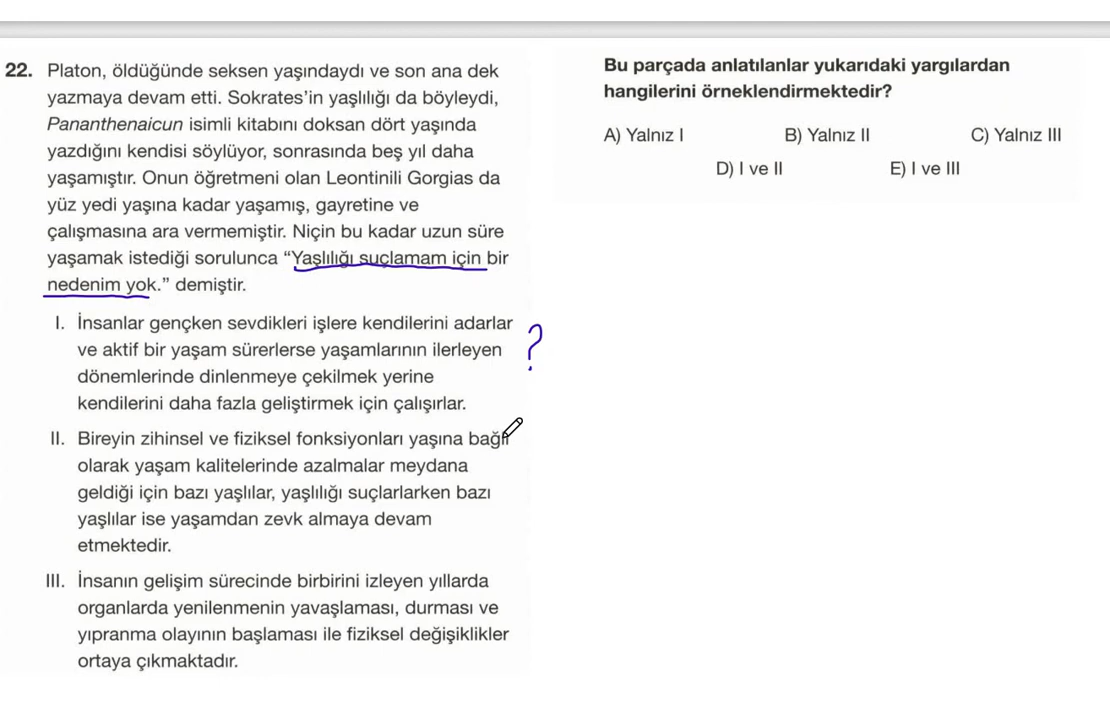 22. Platon, öldüğünde seksen yaşındaydı ve son ana dek
yazmaya devam etti. Sokrates'in yaşlılığı da böyleydi,
Pananthenaicun isimli kitabını doksan dört yaşında
yazdığını kendisi söylüyor, sonrasında beş yıl daha
yaşamıştır. Onun öğretmeni olan Leontinili Gorgias da
yüz yedi yaşına kadar yaşamış, gayretine ve
çalışmasına ara vermemiştir. Niçin bu kadar uzun süre
yaşamak istediği sorulunca “Yaşlılığı suçlamam için bir
nedenim yok.” demiştir.
I. İnsanlar gençken sevdikleri işlere kendilerini adarlar
ve aktif bir yaşam sürerlerse yaşamlarının ilerleyen
dönemlerinde dinlenmeye çekilmek yerine
kendilerini daha fazla geliştirmek için çalışırlar.
?
II. Bireyin zihinsel ve fiziksel fonksiyonları yaşına bağlı
olarak yaşam kalitelerinde azalmalar meydana
geldiği için bazı yaşlılar, yaşlılığı suçlarlarken bazı
yaşlılar ise yaşamdan zevk almaya devam
etmektedir.
III. İnsanın gelişim sürecinde birbirini izleyen yıllarda
organlarda yenilenmenin yavaşlaması, durması ve
yıpranma olayının başlaması ile fiziksel değişiklikler
ortaya çıkmaktadır.
Bu parçada anlatılanlar yukarıdaki yargılardan
hangilerini örneklendirmektedir?
A) Yalnız I B) Yalnız II C) Yalnız III
D) I ve II E) I ve III